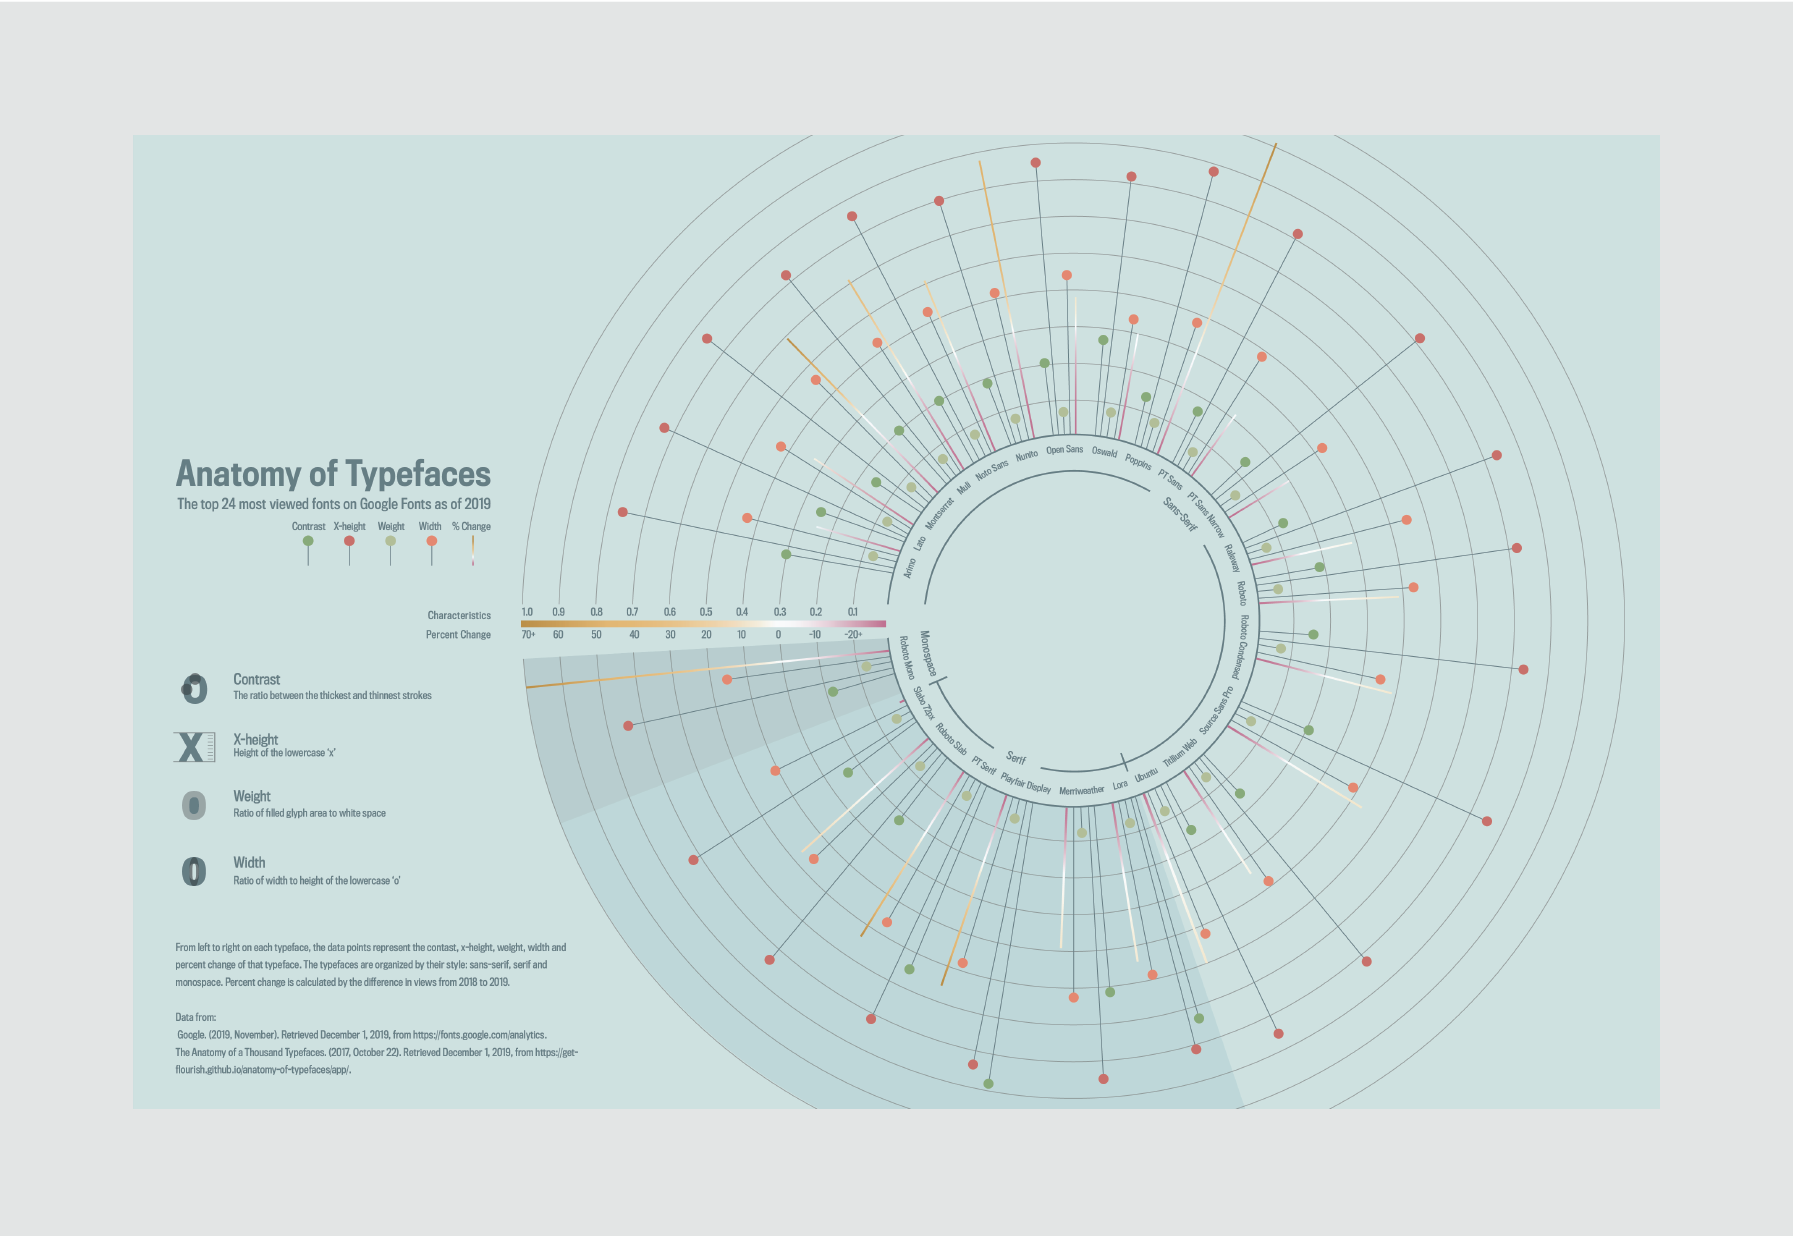 Anatomy of Typefaces
The top 24 most viewed fonts on Google Fonts as of 2019
Contrast X-height Weight Width % Change
Characteristics 1.0 0.9 0.8 0.7 0.6 0.5 0.4 0.3 0.2 0.1
Percent Change 70+ 60 50 40 30 20 10 0 -10 -20+
Contrast
The ratio between the thickest and thinnest strokes
X-height
Height of the lowercase 'x'
Weight
Ratio of filled glyph area to white space
Width
Ratio of width to height of the lowercase 'o'
From left to right on each typeface, the data points represent the contast, x-height, weight, width and
percent change of that typeface. The typefaces are organized by their style: sans-serif, serif and
monospace. Percent change is calculated by the difference in views from 2018 to 2019.
Data from:
Google. (2019, November). Retrieved December 1, 2019, from https://fonts.google.com/analytics.
The Anatomy of a Thousand Typefaces. (2017, October 22). Retrieved December 1, 2019, from https://get-
flourish.github.io/anatomy-of-typefaces/app/.
Arimo
Lato
Montserrat
Muli
Noto Sans
Nunito
Open Sans
Oswald
Poppins
PT Sans
PT Sans Narrow
Raleway
Roboto
Roboto Condensed
Source Sans Pro
Titillium Web
Ubuntu
Lora
Merriweather
Playfair Display
PT Serif
Roboto Slab
Slabo 72px
Roboto Mono
Sans-Serif
Serif
Monospace